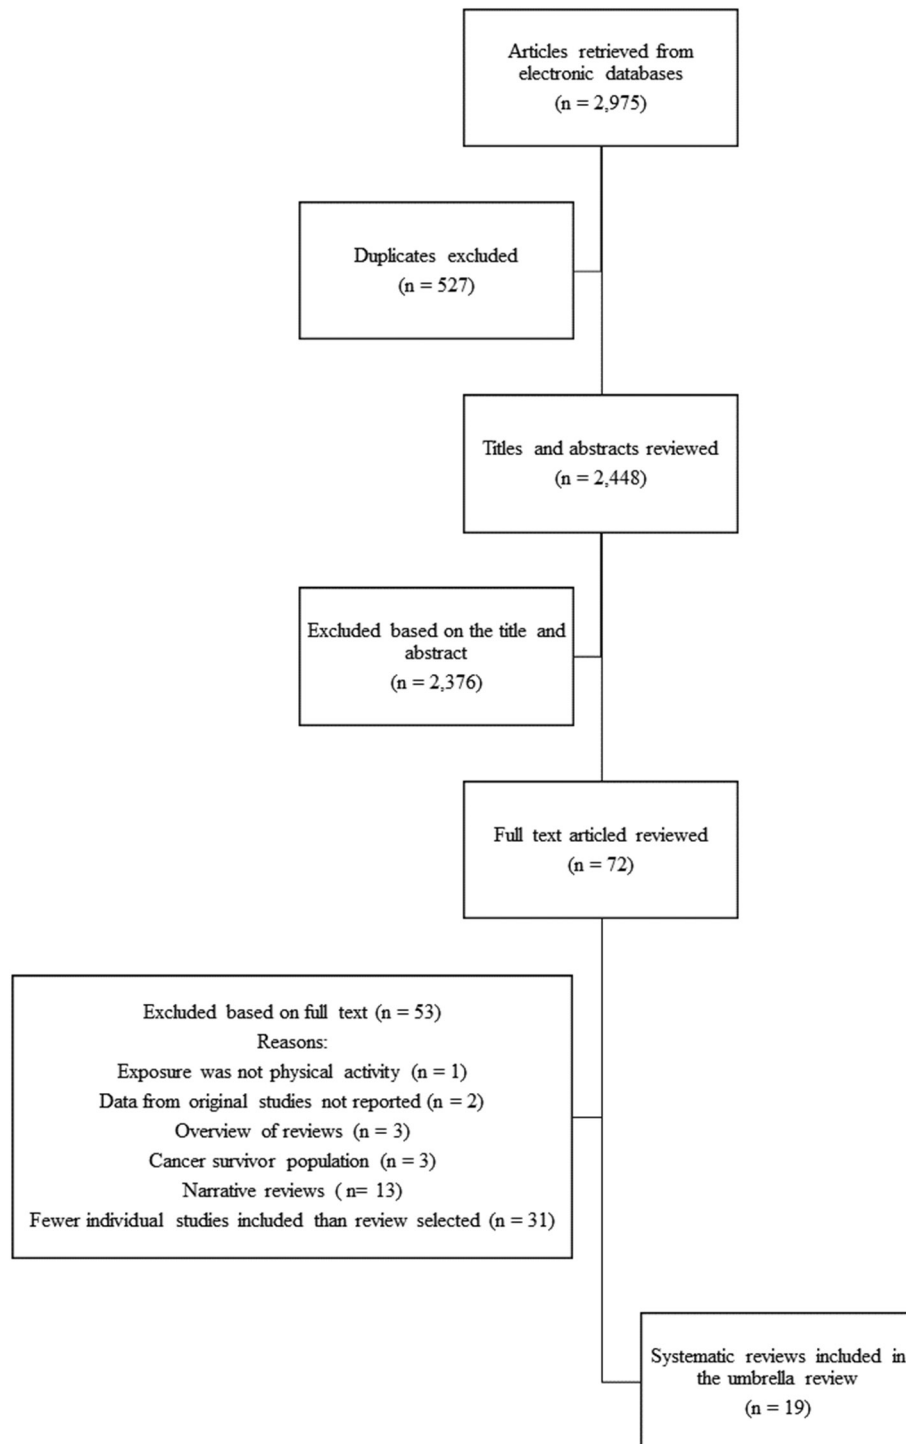 Articles retrieved from
electronic databases
(n = 2,975)
Duplicates excluded
(n = 527)
Titles and abstracts reviewed
(n = 2,448)
Excluded based on the title and
abstract
(n = 2,376)
Full text articled reviewed
(n = 72)
Excluded based on full text (n = 53)
Reasons:
Exposure was not physical activity (n = 1)
Data from original studies not reported (n = 2)
Overview of reviews (n = 3)
Cancer survivor population (n = 3)
Narrative reviews ( n= 13)
Fewer individual studies included than review selected (n = 31)
Systematic reviews included in
the umbrella review
(n = 19)